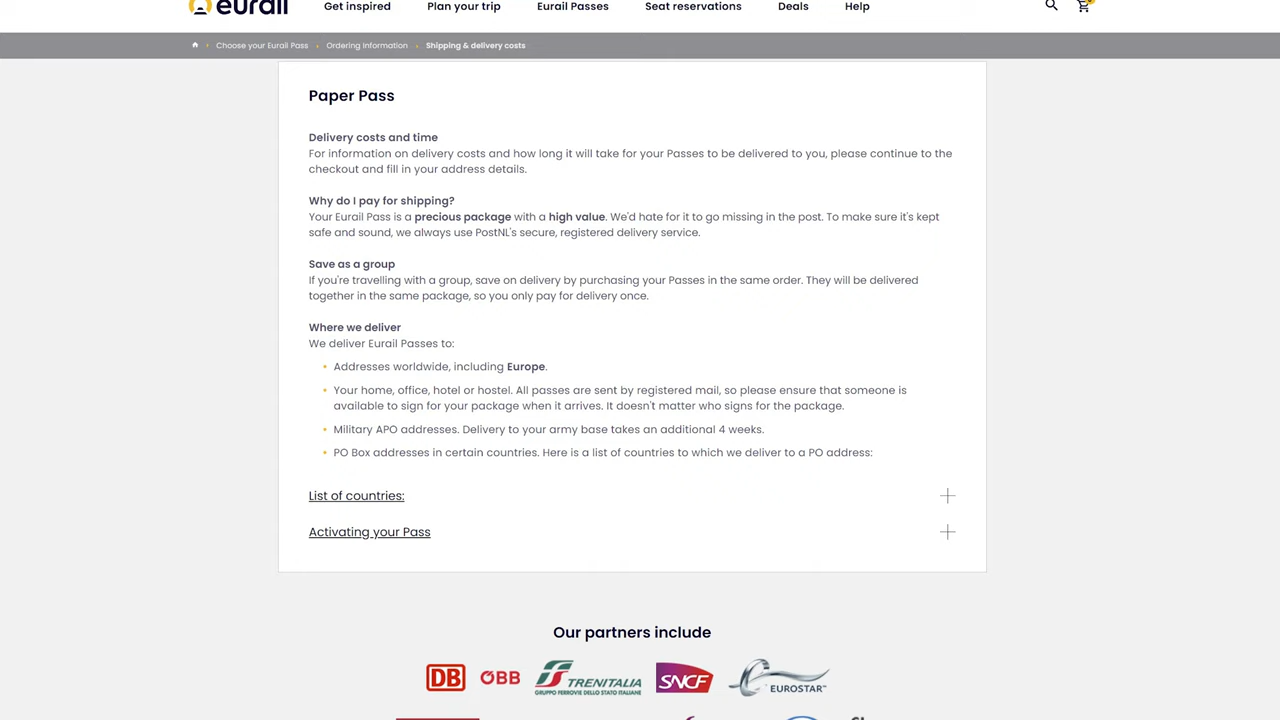 eurail
Get inspired Plan your trip Eurail Passes Seat reservations Deals Help
Choose your Eurail Pass Ordering Information Shipping & delivery costs
Paper Pass
Delivery costs and time
For information on delivery costs and how long it will take for your Passes to be delivered to you, please continue to the
checkout and fill in your address details.
Why do I pay for shipping?
Your Eurail Pass is a precious package with a high value. We'd hate for it to go missing in the post. To make sure it's kept
safe and sound, we always use PostNL's secure, registered delivery service.
Save as a group
If you're travelling with a group, save on delivery by purchasing your Passes in the same order. They will be delivered
together in the same package, so you only pay for delivery once.
Where we deliver
We deliver Eurail Passes to:
• Addresses worldwide, including Europe.
• Your home, office, hotel or hostel. All passes are sent by registered mail, so please ensure that someone is
available to sign for your package when it arrives. It doesn't matter who signs for the package.
• Military APO addresses. Delivery to your army base takes an additional 4 weeks.
• PO Box addresses in certain countries. Here is a list of countries to which we deliver to a PO address:
List of countries:
Activating your Pass
Our partners include
DB ÖBB TRENITALIA SNCF EUROSTAR™
GRUPPO FERROVIE DELLO STATO ITALIANE